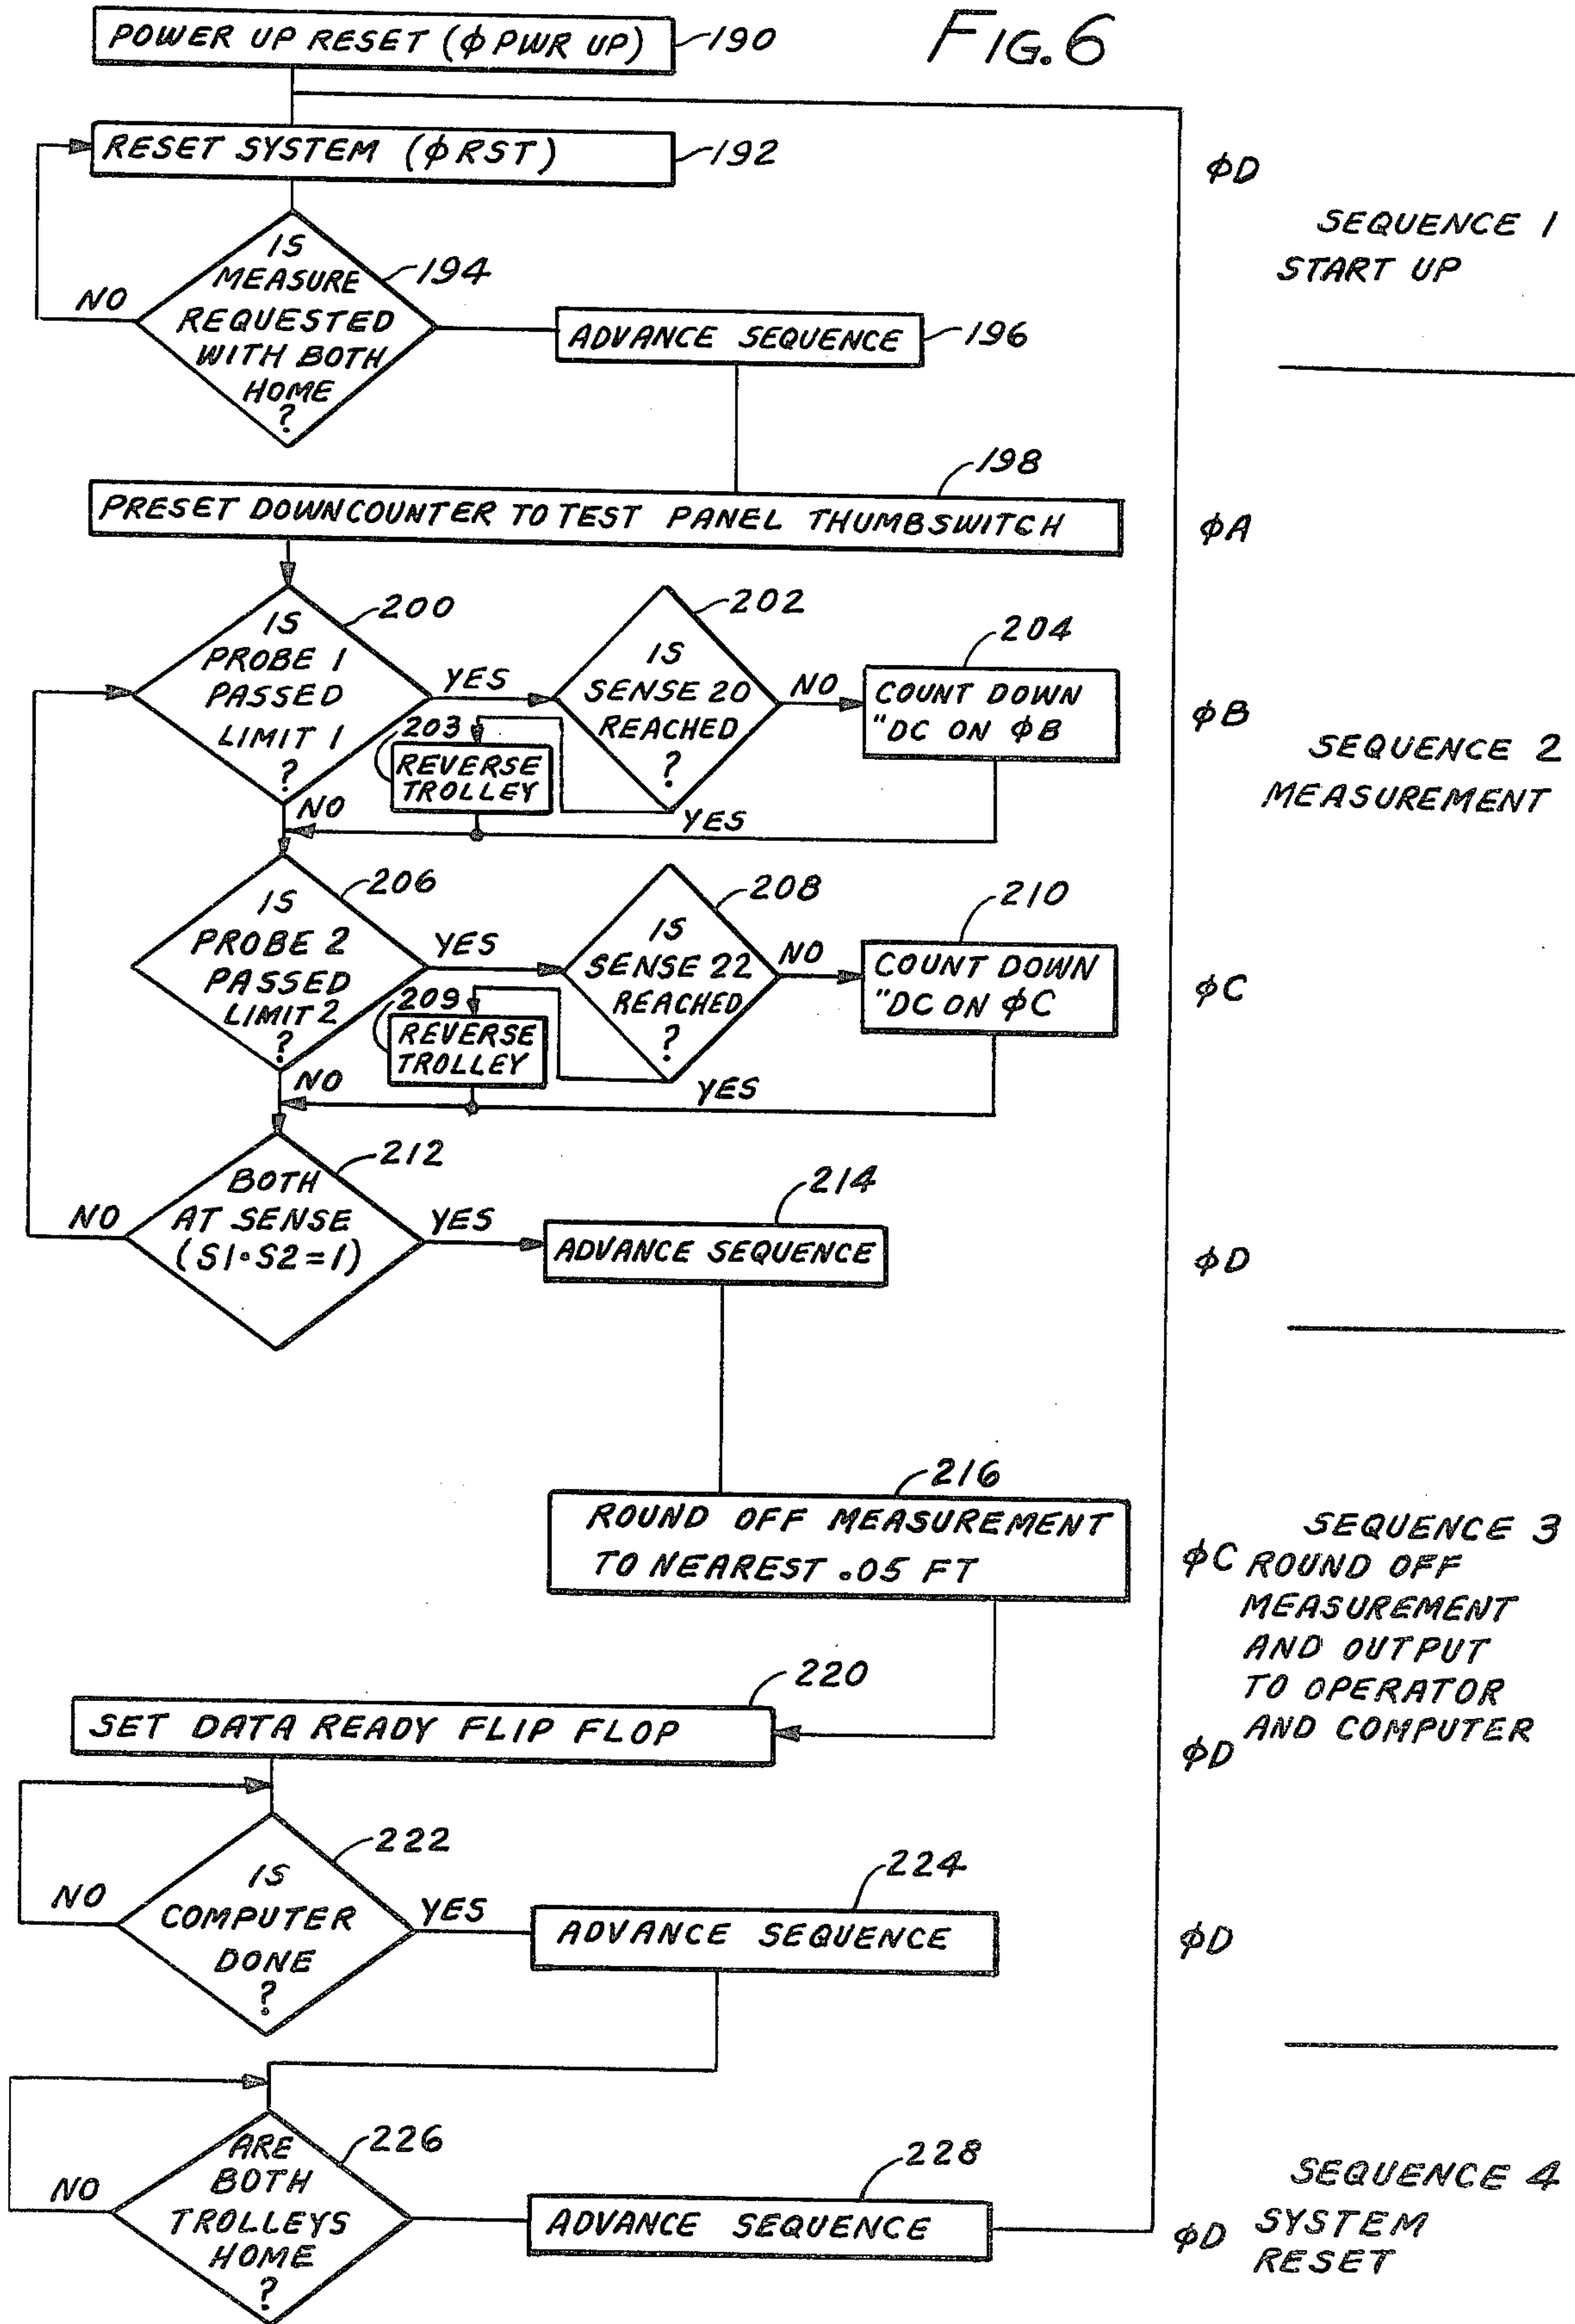 FIG. 6
POWER UP RESET (φ PWR UP)
190
RESET SYSTEM (φ RST)
192
φD
SEQUENCE 1
START UP
IS
MEASURE
REQUESTED
WITH BOTH
HOME
?
194
NO
ADVANCE SEQUENCE
196
198
PRESET DOWNCOUNTER TO TEST PANEL THUMBSWITCH
φA
IS
PROBE 1
PASSED
LIMIT 1
?
200
YES
NO
IS
SENSE 20
REACHED
?
202
NO
YES
203
REVERSE
TROLLEY
204
COUNT DOWN
"DC ON φB
φB
SEQUENCE 2
MEASUREMENT
IS
PROBE 2
PASSED
LIMIT 2
?
206
YES
NO
IS
SENSE 22
REACHED
?
208
NO
YES
209
REVERSE
TROLLEY
210
COUNT DOWN
"DC ON φC
φC
BOTH
AT SENSE
(S1•S2=1)
212
NO
YES
214
ADVANCE SEQUENCE
φD
216
ROUND OFF MEASUREMENT
TO NEAREST .05 FT
φC
SEQUENCE 3
ROUND OFF
MEASUREMENT
AND OUTPUT
TO OPERATOR
AND COMPUTER
220
SET DATA READY FLIP FLOP
φD
IS
COMPUTER
DONE
?
222
NO
YES
224
ADVANCE SEQUENCE
φD
ARE
BOTH
TROLLEYS
HOME
?
226
NO
228
ADVANCE SEQUENCE
φD
SEQUENCE 4
SYSTEM
RESET